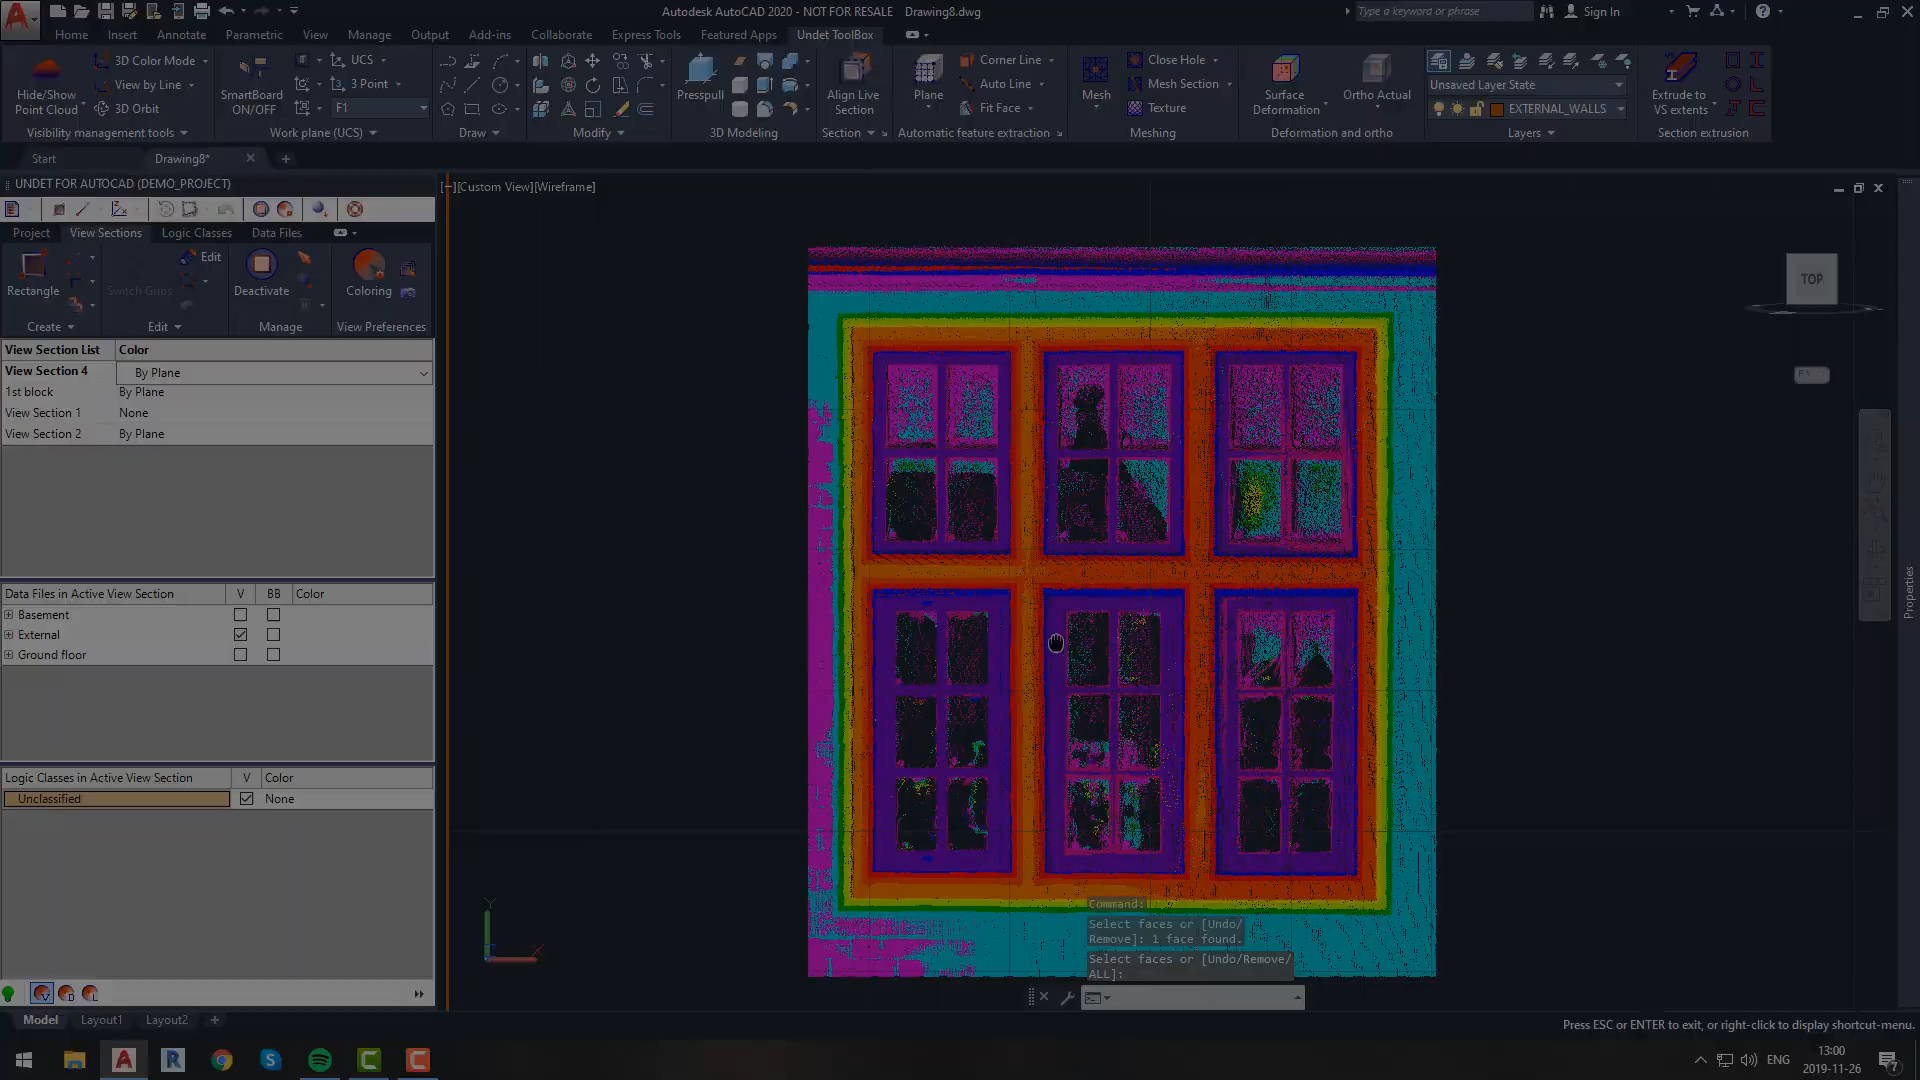 Autodesk AutoCAD 2020 - NOT FOR RESALE Drawing8.dwg
Type a keyword or phrase
Sign In
Home Insert Annotate Parametric View Manage Output Add-ins Collaborate Express Tools Featured Apps Undet ToolBox
Hide/Show
Point Cloud
3D Color Mode
View by Line
3D Orbit
Visibility management tools
SmartBoard
ON/OFF
UCS
3 Point
F1
Work plane (UCS)
Draw
Modify
Presspull
3D Modeling
Align Live
Section
Section
Plane
Corner Line
Auto Line
Fit Face
Automatic feature extraction
Mesh
Close Hole
Mesh Section
Texture
Meshing
Surface
Deformation
Ortho Actual
Deformation and ortho
Unsaved Layer State
EXTERNAL_WALLS
Layers
Extrude to
VS extents
Section extrusion
Start
Drawing8*
UNDET FOR AUTOCAD (DEMO_PROJECT)
[-][Custom View][Wireframe]
Project View Sections Logic Classes Data Files
Rectangle
Create
Switch Grips
Edit
Edit
Deactivate
Manage
Coloring
View Preferences
View Section List Color
View Section 4 By Plane
1st block By Plane
View Section 1 None
View Section 2 By Plane
Data Files in Active View Section V BB Color
Basement
External
Ground floor
Logic Classes in Active View Section V Color
Unclassified None
TOP
Properties
Y
X
Command:
Select faces or [Undo/
Remove]: 1 face found.
Select faces or [Undo/Remove/
ALL]:
Model Layout1 Layout2
Press ESC or ENTER to exit, or right-click to display shortcut-menu.
ENG
13:00
2019-11-26
7